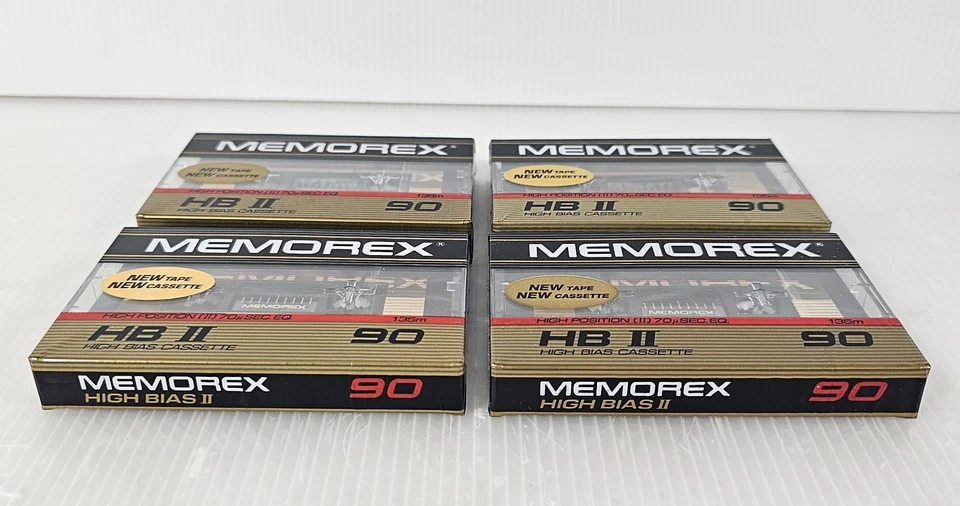 MEMOREX®
NEW TAPE
NEW CASSETTE
HIGH POSITION (II) 70µSEC.EQ 135m
HB II 90
HIGH BIAS CASSETTE
MEMOREX®
NEW TAPE
NEW CASSETTE
HIGH POSITION (II) 70µSEC.EQ 135m
HB II 90
HIGH BIAS CASSETTE
MEMOREX®
NEW TAPE
NEW CASSETTE
MEMOREX
HIGH POSITION (II) 70µSEC.EQ 135m
HB II 90
HIGH BIAS CASSETTE
MEMOREX 90
HIGH BIAS II
MEMOREX®
NEW TAPE
NEW CASSETTE
MEMOREX
HIGH POSITION (II) 70µSEC.EQ 135m
HB II 90
HIGH BIAS CASSETTE
MEMOREX 90
HIGH BIAS II